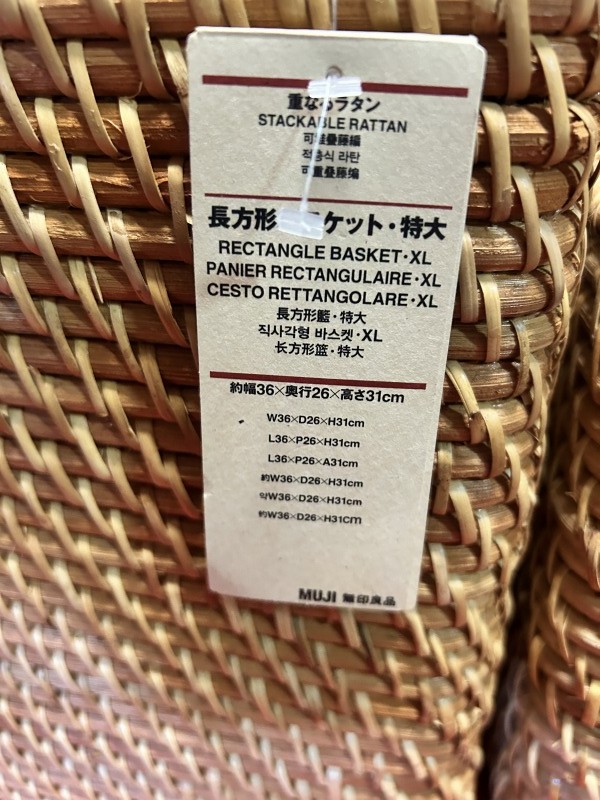 重なるラタン
STACKABLE RATTAN
可堆疊藤編
적층식 라탄
可重叠藤编
長方形 スケット・特大
RECTANGLE BASKET・XL
PANIER RECTANGULAIRE・XL
CESTO RETTANGOLARE・XL
長方形籃・特大
직사각형 바스켓・XL
长方形篮・特大
約幅36×奥行26×高さ31cm
W36×D26×H31cm
L36×P26×H31cm
L36×P26×A31cm
約W36×D26×H31cm
약W36×D26×H31cm
约W36×D26×H31cm
MUJI 無印良品